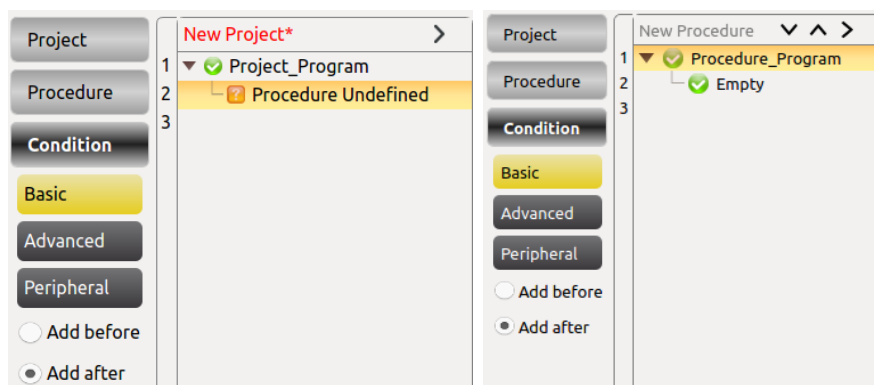 Project
Procedure
Condition
Basic
Advanced
Peripheral
Add before
Add after
New Project*
1 Project_Program
2 Procedure Undefined
3
Project
Procedure
Condition
Basic
Advanced
Peripheral
Add before
Add after
New Procedure
1 Procedure_Program
2 Empty
3